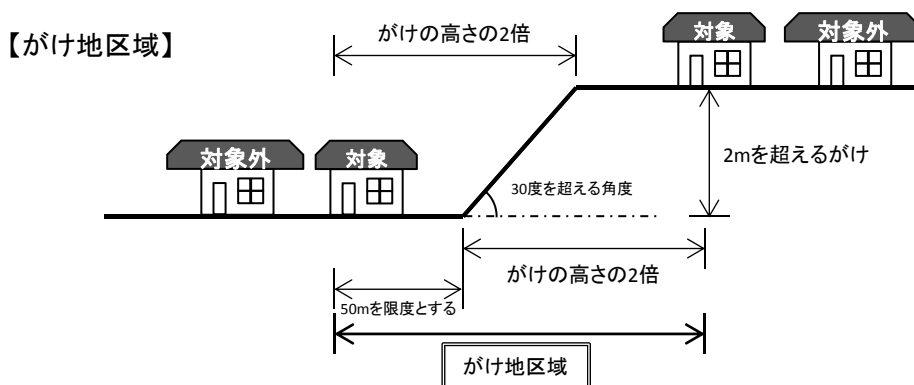 【がけ地区域】
がけの高さの2倍
対象
対象外
対象外
対象
2mを超えるがけ
30度を超える角度
がけの高さの2倍
50mを限度とする
がけ地区域